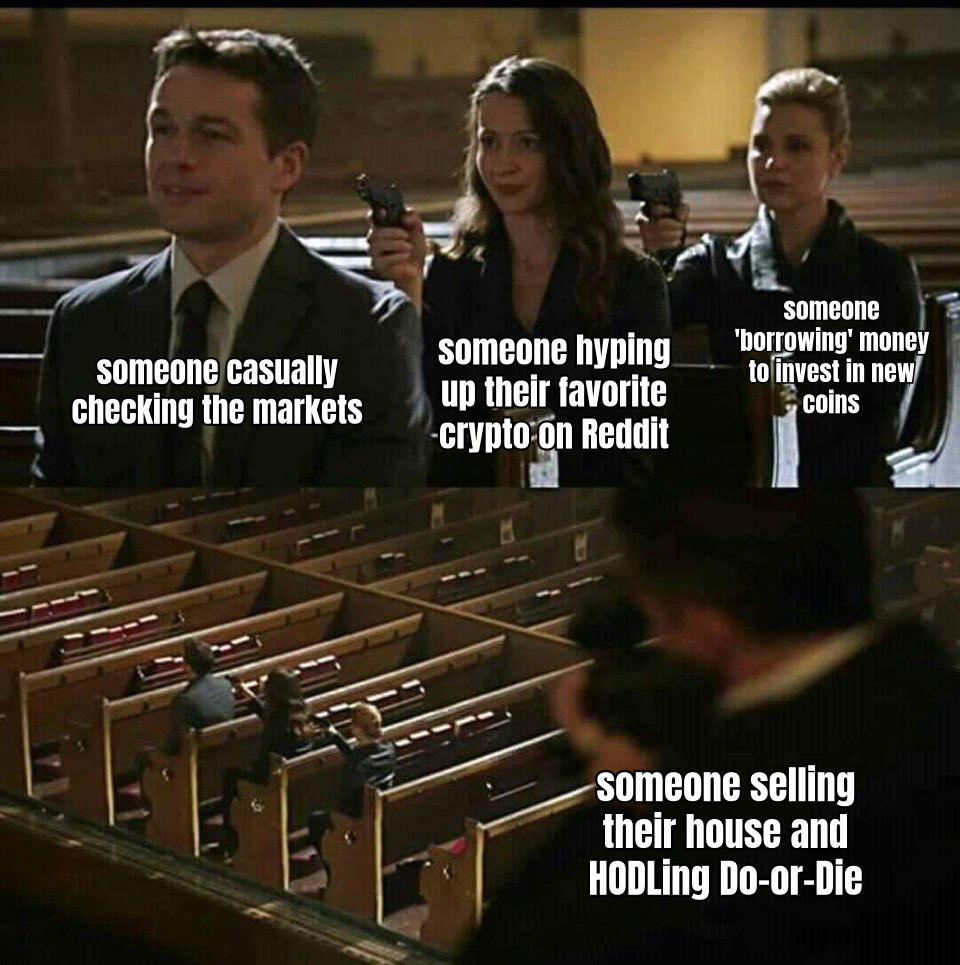 someone casually
checking the markets
someone hyping
up their favorite
crypto on Reddit
someone
'borrowing' money
to invest in new
coins
someone selling
their house and
HODLing Do-or-Die